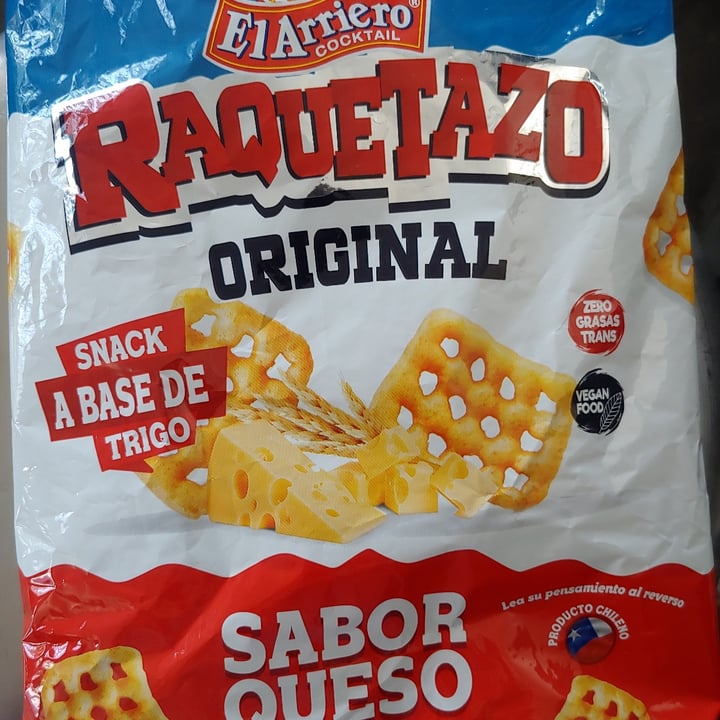 El Arriero®
COCKTAIL
RAQUETAZO
ORIGINAL
ZERO
GRASAS
TRANS
SNACK
A BASE DE
TRIGO
VEGAN
FOOD
Lea su pensamiento al reverso
PRODUCTO CHILENO
SABOR
QUESO